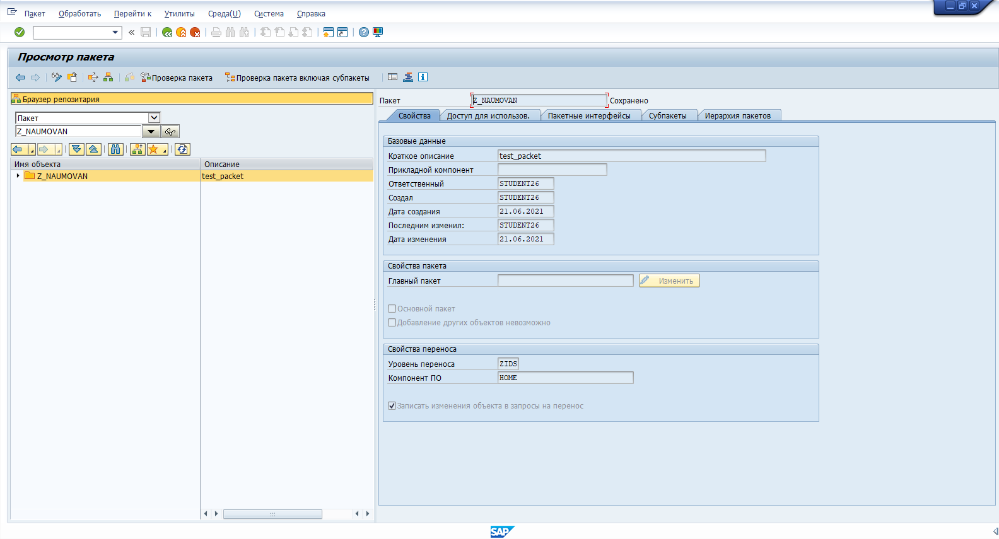 Пакет Обработать Перейти к Утилиты Среда(U) Система Справка
Просмотр пакета
Проверка пакета Проверка пакета включая субпакеты
Браузер репозитария
Пакет
Z_NAUMOVAN
Имя объекта Описание
Z_NAUMOVAN test_packet
Пакет Z_NAUMOVAN Сохранено
Свойства Доступ для использов. Пакетные интерфейсы Субпакеты Иерархия пакетов
Базовые данные
Краткое описание test_packet
Прикладной компонент
Ответственный STUDENT26
Создал STUDENT26
Дата создания 21.06.2021
Последним изменил: STUDENT26
Дата изменения 21.06.2021
Свойства пакета
Главный пакет Изменить
Основной пакет
Добавление других объектов невозможно
Свойства переноса
Уровень переноса ZIDS
Компонент ПО HOME
Записать изменения объекта в запросы на перенос
SAP